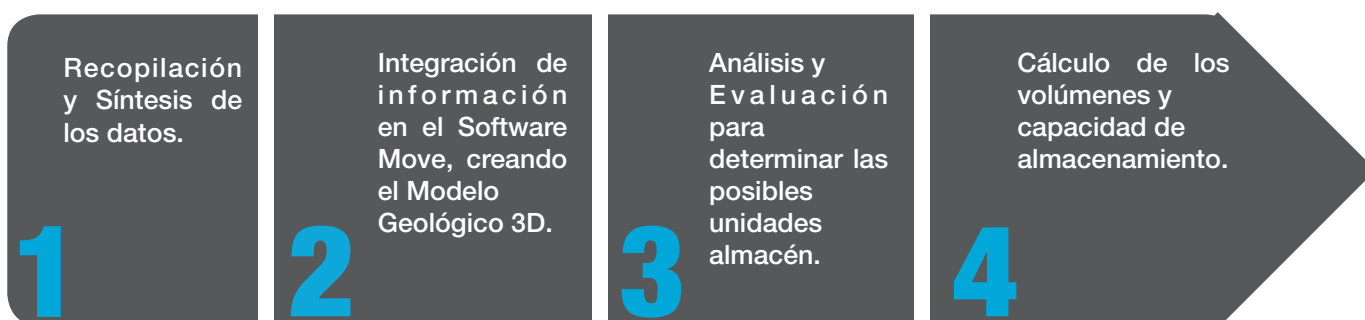 Recopilación
y Síntesis de
los datos.
1
Integración de
información
en el Software
Move, creando
el Modelo
Geológico 3D.
2
Análisis y
Evaluación
para
determinar las
posibles
unidades
almacén.
3
Cálculo de los
volúmenes y
capacidad de
almacenamiento.
4